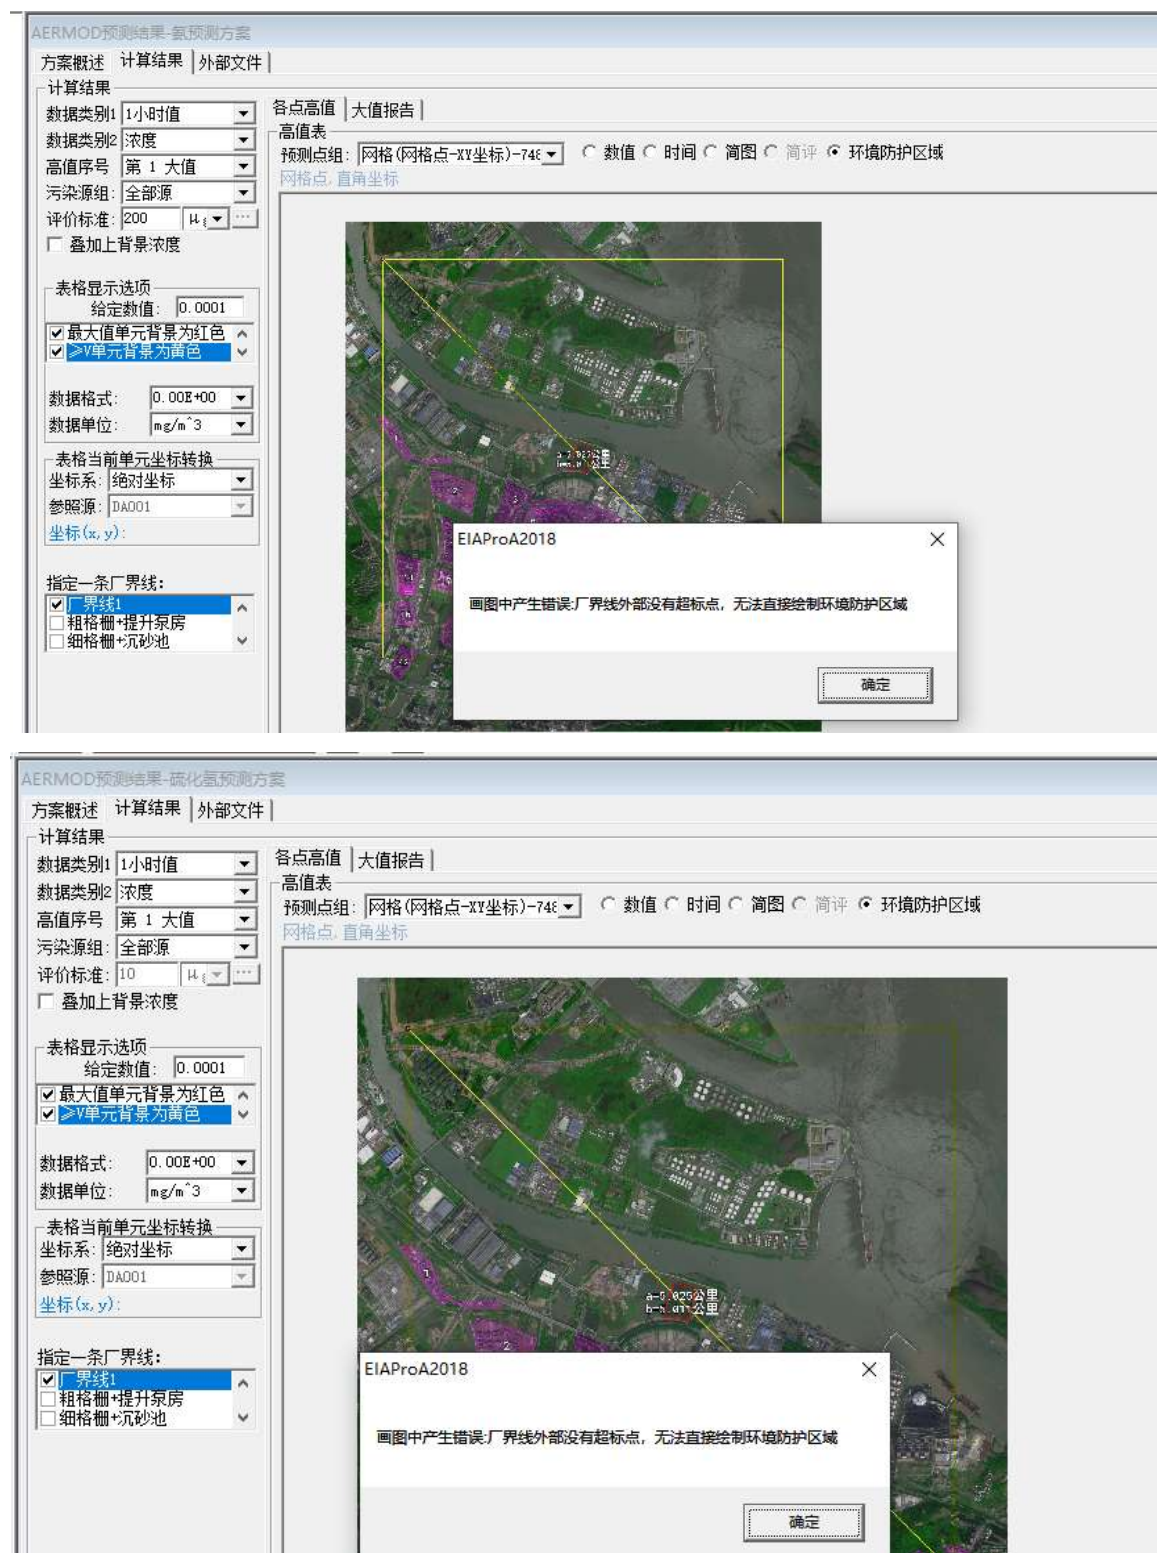 AERMOD预测结果-氨预测方案
方案概述 计算结果 外部文件
计算结果
数据类别1 1小时值
数据类别2 浓度
高值序号 第 1 大值
污染源组: 全部源
评价标准: 200 μg ...
叠加上背景浓度
表格显示选项
给定数值: 0.0001
最大值单元背景为红色
≥V单元背景为黄色
数据格式: 0.00E+00
数据单位: mg/m^3
表格当前单元坐标转换
坐标系: 绝对坐标
参照源: DA001
坐标(x,y):
指定一条厂界线:
厂界线1
粗格栅+提升泵房
细格栅+沉砂池
各点高值 大值报告
高值表
预测点组: 网格(网格点-XY坐标)-748 数值 时间 简图 简评 环境防护区域
网格点,直角坐标
1
2
3
EIAProA2018
画图中产生错误:厂界线外部没有超标点，无法直接绘制环境防护区域
确定
AERMOD预测结果-硫化氢预测方案
方案概述 计算结果 外部文件
计算结果
数据类别1 1小时值
数据类别2 浓度
高值序号 第 1 大值
污染源组: 全部源
评价标准: 10 μg ...
叠加上背景浓度
表格显示选项
给定数值: 0.0001
最大值单元背景为红色
≥V单元背景为黄色
数据格式: 0.00E+00
数据单位: mg/m^3
表格当前单元坐标转换
坐标系: 绝对坐标
参照源: DA001
坐标(x,y):
指定一条厂界线:
厂界线1
粗格栅+提升泵房
细格栅+沉砂池
各点高值 大值报告
高值表
预测点组: 网格(网格点-XY坐标)-748 数值 时间 简图 简评 环境防护区域
网格点,直角坐标
a=5.025公里
公里
1
2
EIAProA2018
画图中产生错误:厂界线外部没有超标点，无法直接绘制环境防护区域
确定